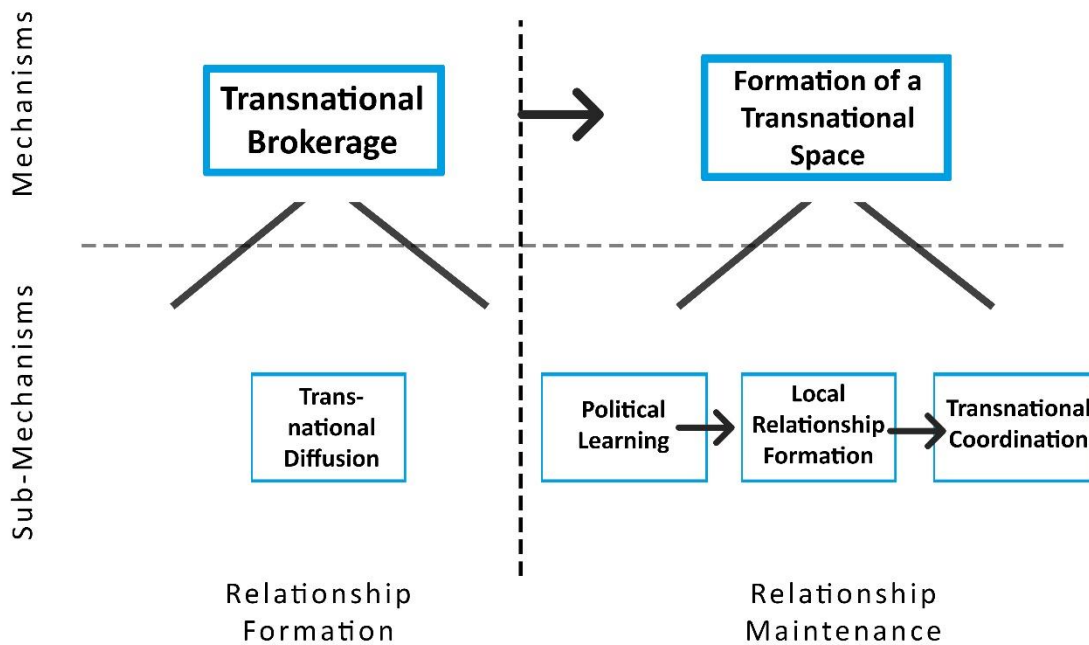 Mechanisms
Transnational
Brokerage
Formation of a
Transnational
Space
Sub-Mechanisms
Trans-
national
Diffusion
Political
Learning
Local
Relationship
Formation
Transnational
Coordination
Relationship
Formation
Relationship
Maintenance